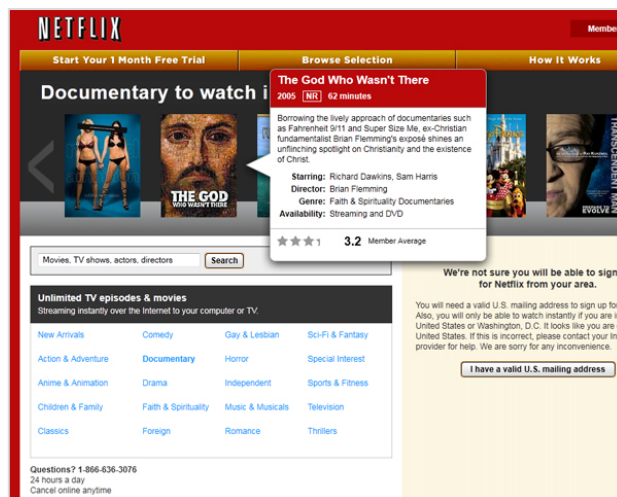 NETFLIX
Member
Start Your 1 Month Free Trial
Browse Selection
How It Works
Documentary to watch i
The God Who Wasn't There
2005 NR 62 minutes
Borrowing the lively approach of documentaries such
as Fahrenheit 9/11 and Super Size Me, ex-Christian
fundamentalist Brian Flemming's exposé shines an
unflinching spotlight on Christianity and the existence
of Christ.
Starring: Richard Dawkins, Sam Harris
Director: Brian Flemming
Genre: Faith & Spirituality Documentaries
Availability: Streaming and DVD
3.2 Member Average
THE GOD
WHO WASN'T THERE
TRANSCENDENT MAN
EVOLVE
Movies, TV shows, actors, directors
Search
Unlimited TV episodes & movies
Streaming instantly over the Internet to your computer or TV.
New Arrivals
Comedy
Gay & Lesbian
Sci-Fi & Fantasy
Action & Adventure
Documentary
Horror
Special Interest
Anime & Animation
Drama
Independent
Sports & Fitness
Children & Family
Faith & Spirituality
Music & Musicals
Television
Classics
Foreign
Romance
Thrillers
Questions? 1-866-636-3076
24 hours a day
Cancel online anytime
We're not sure you will be able to sign
for Netflix from your area.
You will need a valid U.S. mailing address to sign up for
Also, you will only be able to watch instantly if you are i
United States or Washington, D.C. It looks like you are
United States. If this is incorrect, please contact your In
provider for help. We are sorry for any inconvenience.
I have a valid U.S. mailing address